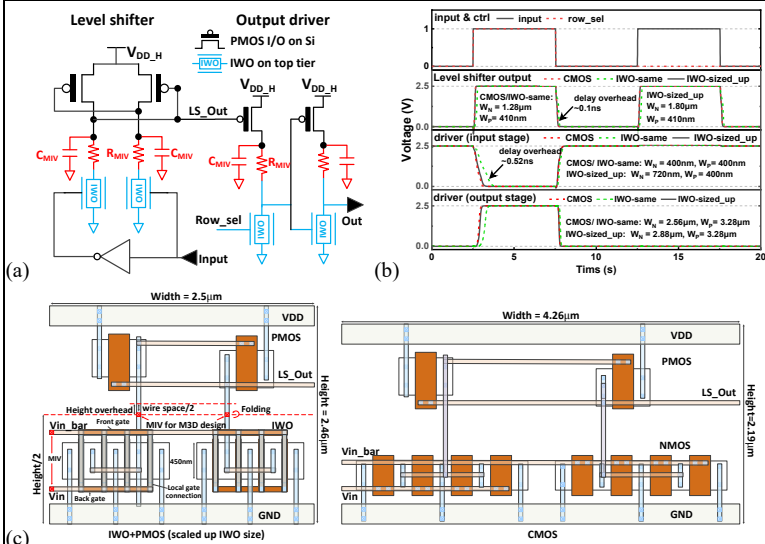 Level shifter
Output driver
V_DD_H
PMOS I/O on Si
IWO
IWO on top tier
V_DD_H
V_DD_H
LS_Out
C_MIV
R_MIV
C_MIV
C_MIV
R_MIV
IWO
IWO
Row_sel
IWO
IWO
Out
Input
(a)
input & ctrl
input
row_sel
1
0
Level shifter output
CMOS
IWO-same
IWO-sized_up
2.5
CMOS/IWO-same:
W_N = 1.28µm
W_P= 410nm
delay overhead
~0.1ns
IWO-sized_up
W_N = 1.80µm
W_P = 410nm
0.0
Voltage (V)
driver (input stage)
CMOS
IWO-same
IWO-sized_up
2.5
delay overhead
~0.52ns
CMOS/ IWO-same: W_N = 400nm, W_P= 400nm
IWO-sized_up: W_N = 720nm, W_P = 400nm
0.0
driver (output stage)
CMOS
IWO-same
IWO-sized_up
2.5
CMOS/ IWO-same: W_N = 2.56µm, W_P= 3.28µm
IWO-sized_up: W_N = 2.88µm, W_P= 3.28µm
0.0
0
5
10
15
20
Tims (s)
(b)
Width = 2.5µm
VDD
PMOS
LS_Out
Height overhead
wire space/2
MIV for M3D design
Folding
Vin_bar
Front gate
IWO
MIV
450nm
Height/2
Height = 2.46µm
Vin
Back gate
Local gate
connection
GND
IWO+PMOS (scaled up IWO size)
(c)
Width = 4.26µm
VDD
PMOS
LS_Out
Height=2.19µm
Vin_bar
NMOS
Vin
GND
CMOS